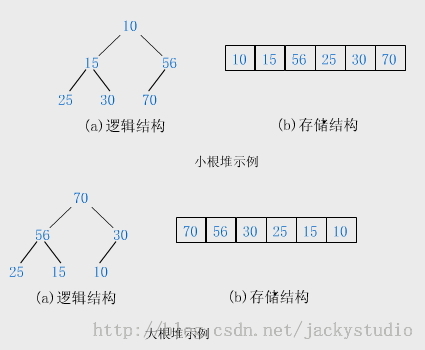 10
15 56
25 30 70
(a)逻辑结构
10 15 56 25 30 70
(b)存储结构
小根堆示例
70
56 30
25 15 10
(a)逻辑结构
70 56 30 25 15 10
(b)存储结构
大根堆示例
http://blog.csdn.net/jackystudio